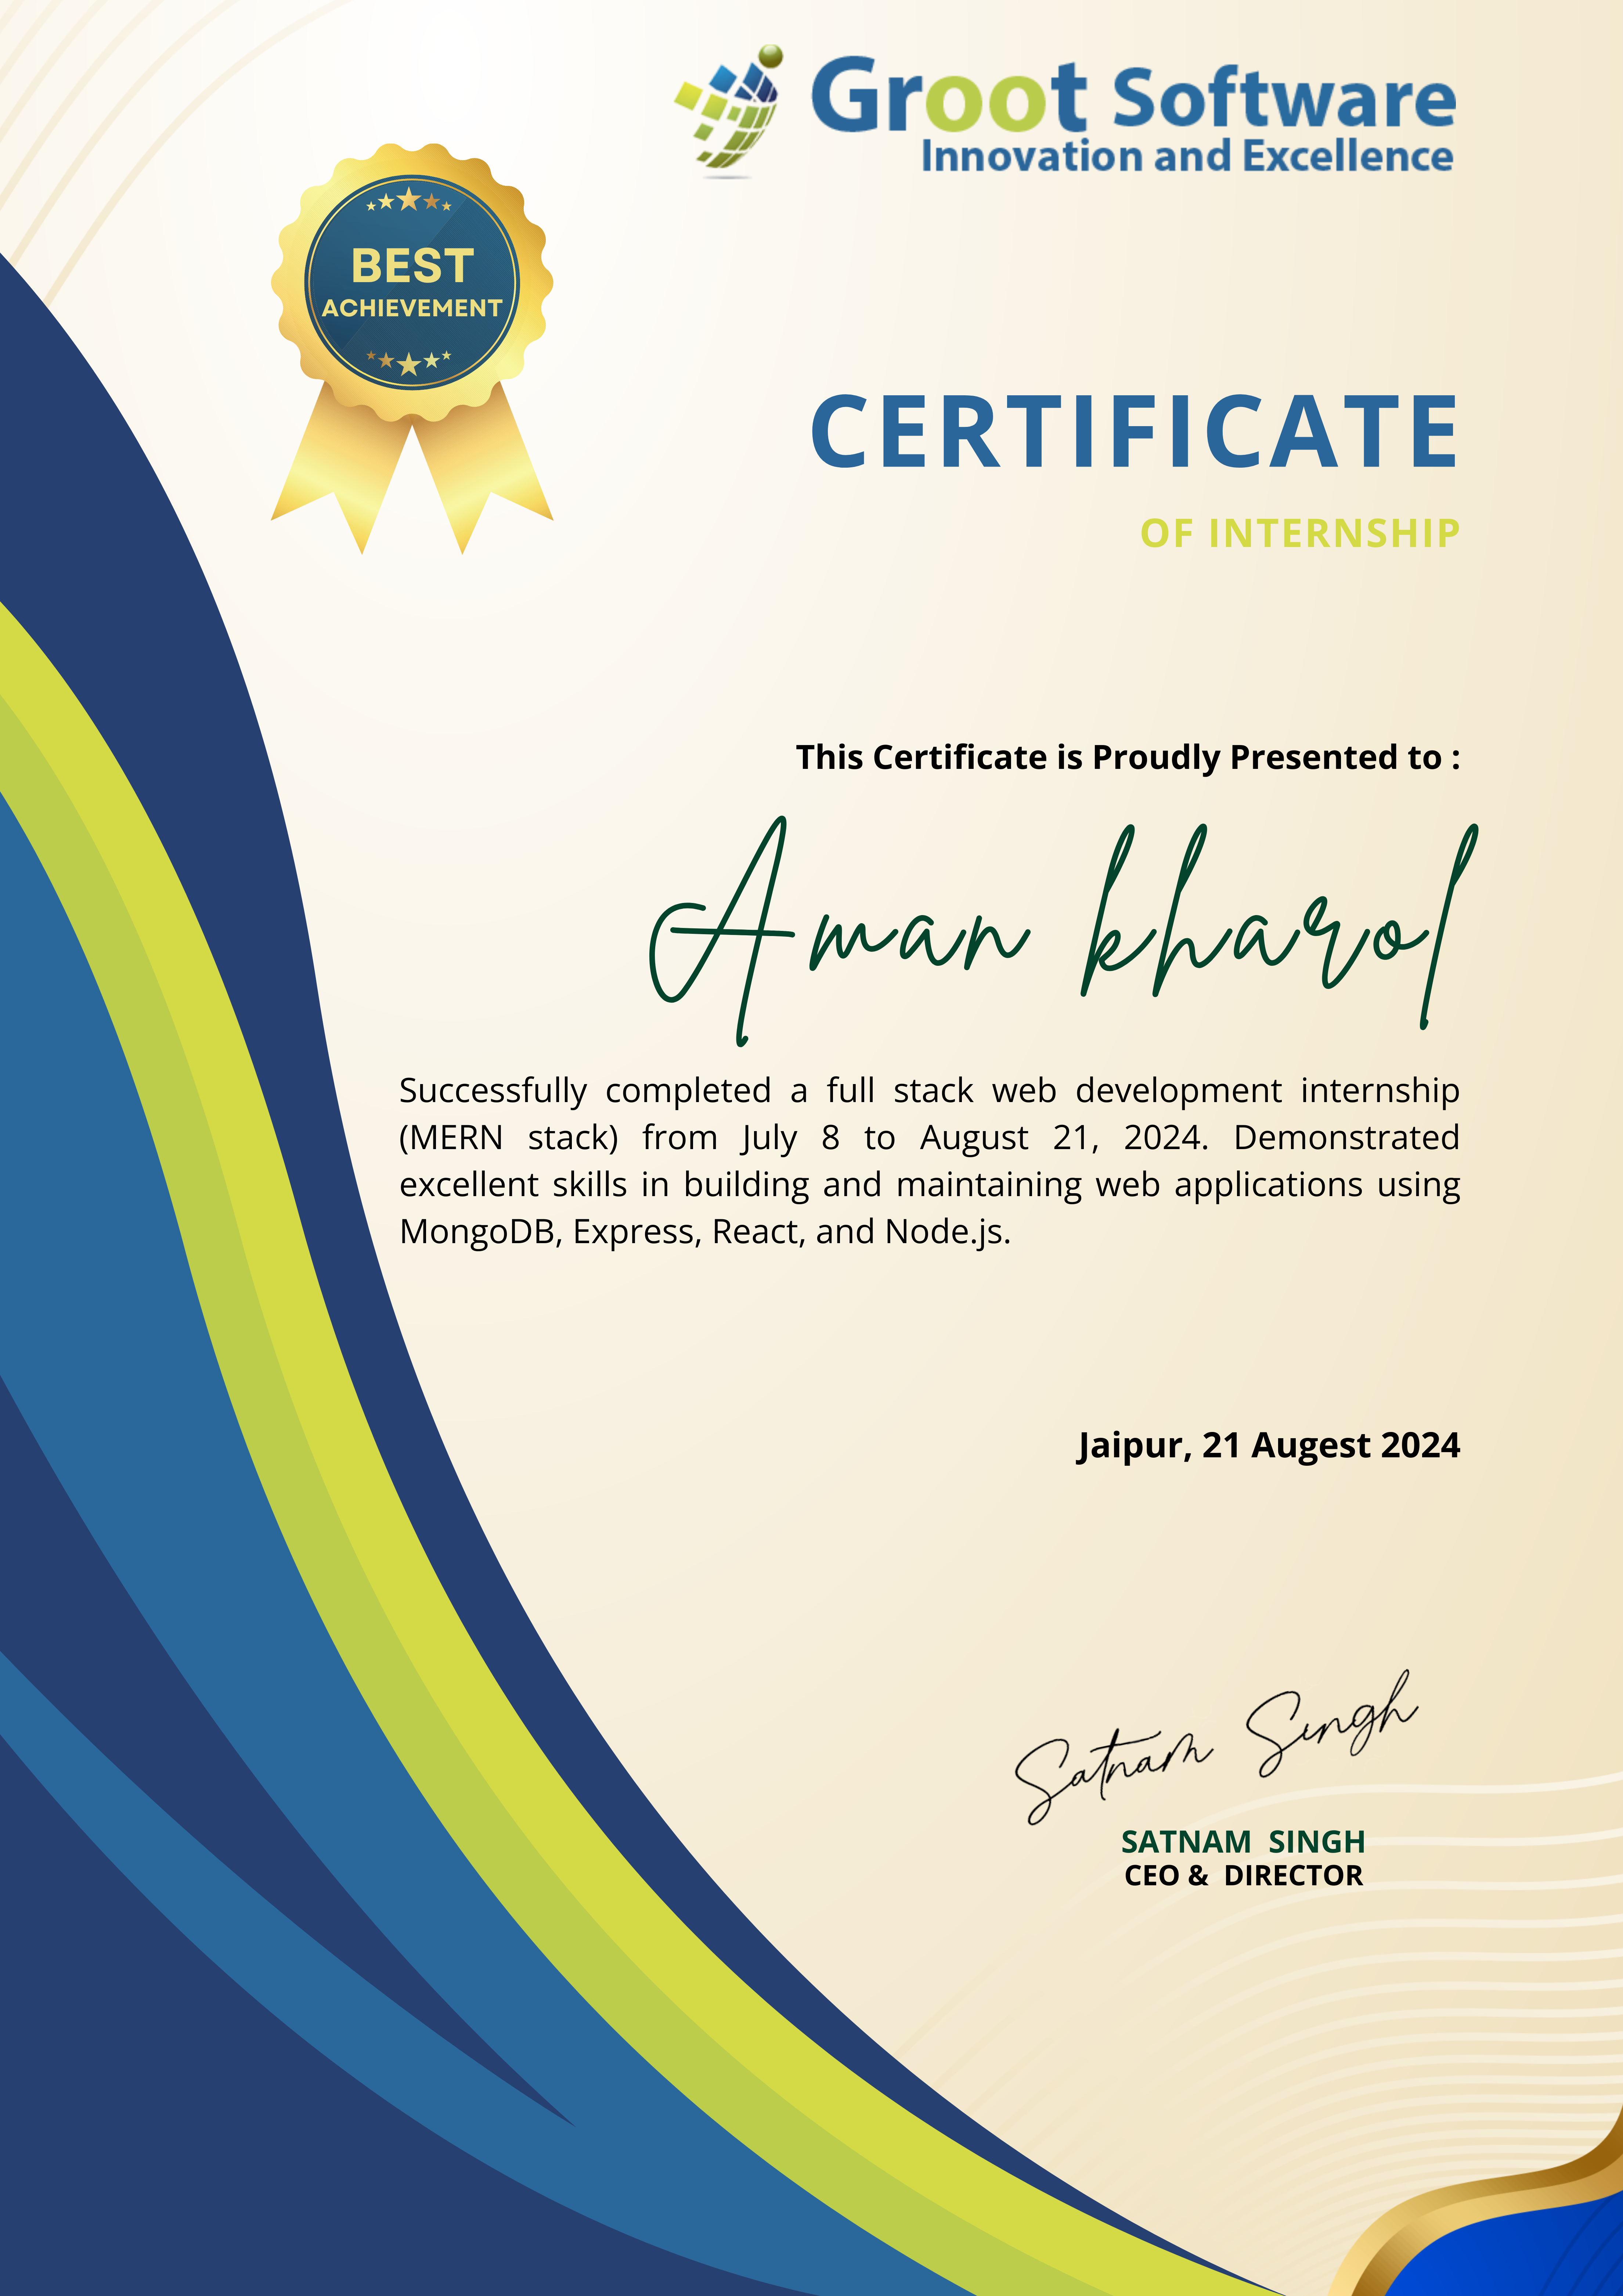 Groot Software
Innovation and Excellence
BEST
ACHIEVEMENT
CERTIFICATE
OF INTERNSHIP
This Certificate is Proudly Presented to :
Aman kharol
Successfully completed a full stack web development internship
(MERN stack) from July 8 to August 21, 2024. Demonstrated
excellent skills in building and maintaining web applications using
MongoDB, Express, React, and Node.js.
Jaipur, 21 Augest 2024
Satnam Singh
SATNAM SINGH
CEO & DIRECTOR